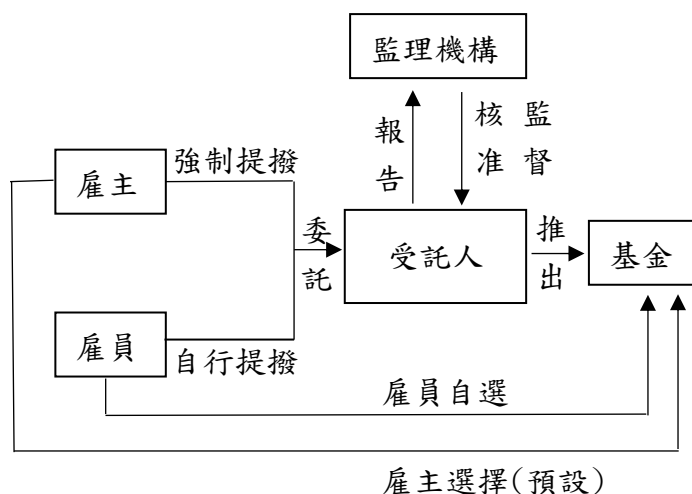 監理機構
報告
核准
監督
雇主
強制提撥
委託
受託人
推出
基金
雇員
自行提撥
雇員自選
雇主選擇(預設)